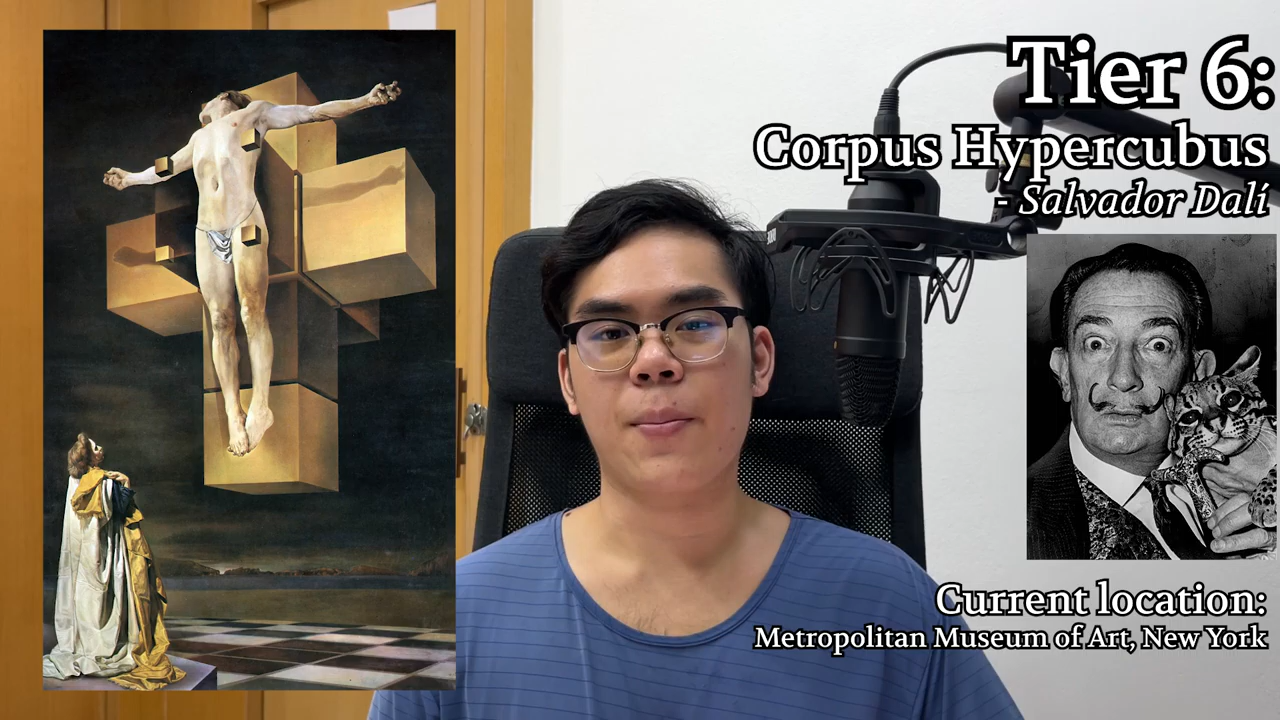 Tier 6:
Corpus Hypercubus
- Salvador Dalí
Current location:
Metropolitan Museum of Art, New York